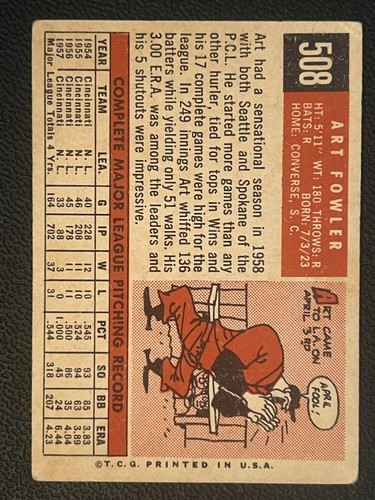 508
ART FOWLER
HT: 5'11" WT: 180 THROWS: R
BATS: R BORN: 7/3/23
HOME: CONVERSE, S. C.
Art had a sensational season in 1958
with both Seattle and Spokane of the
P.C.L. He started more games than any
other hurler, tied for tops in Wins and
his 17 complete games were high for the
league. In 249 innings Art whiffed 136
batters while yielding only 51 walks. His
3.00 E.R.A. was among the leaders and
his 5 shutouts were impressive.
ART CAME
TO L.A. ON
APRIL 3RD
APRIL
FOOL!
COMPLETE MAJOR LEAGUE PITCHING RECORD
YEAR TEAM LEA. G IP W L PCT SO BB ERA
1954 Cincinnati N. L. 40 228 12 10 .545 93 85 3.83
1955 Cincinnati N. L. 46 208 11 10 .524 94 63 3.89
1956 Cincinnati N. L. 45 178 11 11 .500 86 35 4.04
1957 Cincinnati N. L. 33 88 3 0 1.000 45 24 6.44
Major League Totals 4 Yrs. 164 702 37 31 .544 318 207 4.23
©T.C.G. PRINTED IN U.S.A.